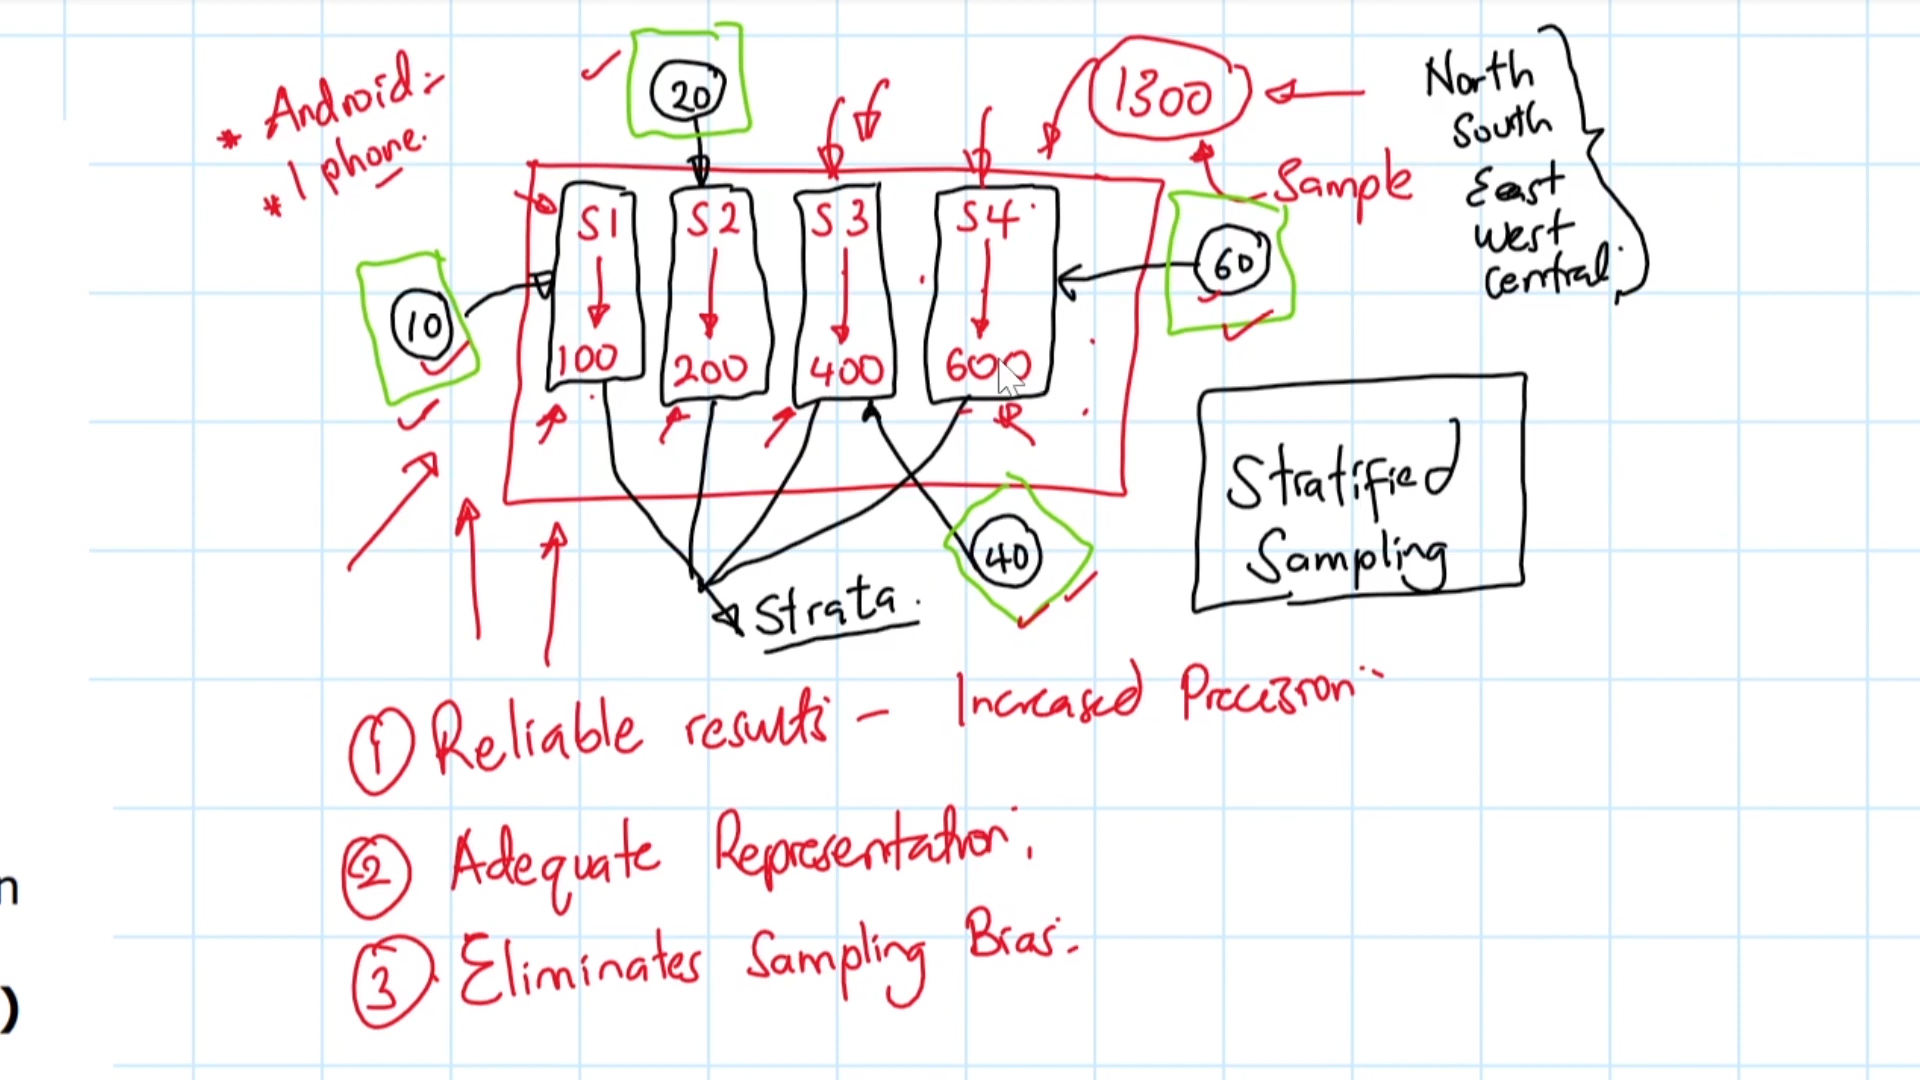 * Android:-
* I phone.
20
1300
North
South
East
West
Central.
Sample
S1
S2
S3
S4
10
60
100
200
400
600
40
Strata.
Stratified
Sampling
① Reliable results - Increased Precision
② Adequate Representation.
③ Eliminates Sampling Bias.
n
)